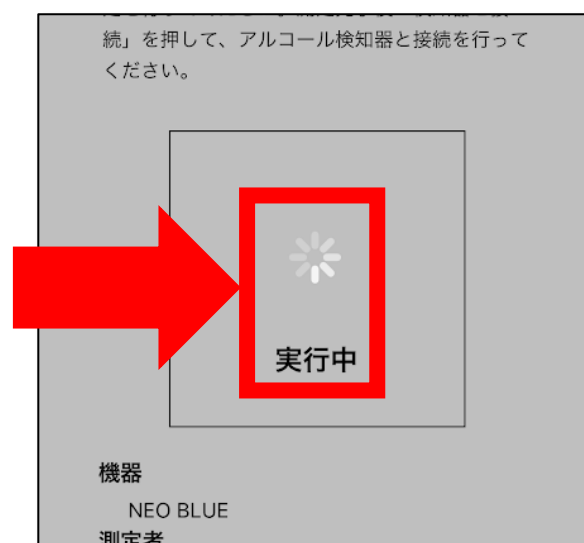 続」を押して、アルコール検知器と接続を行って
ください。
実行中
機器
NEO BLUE
測定者